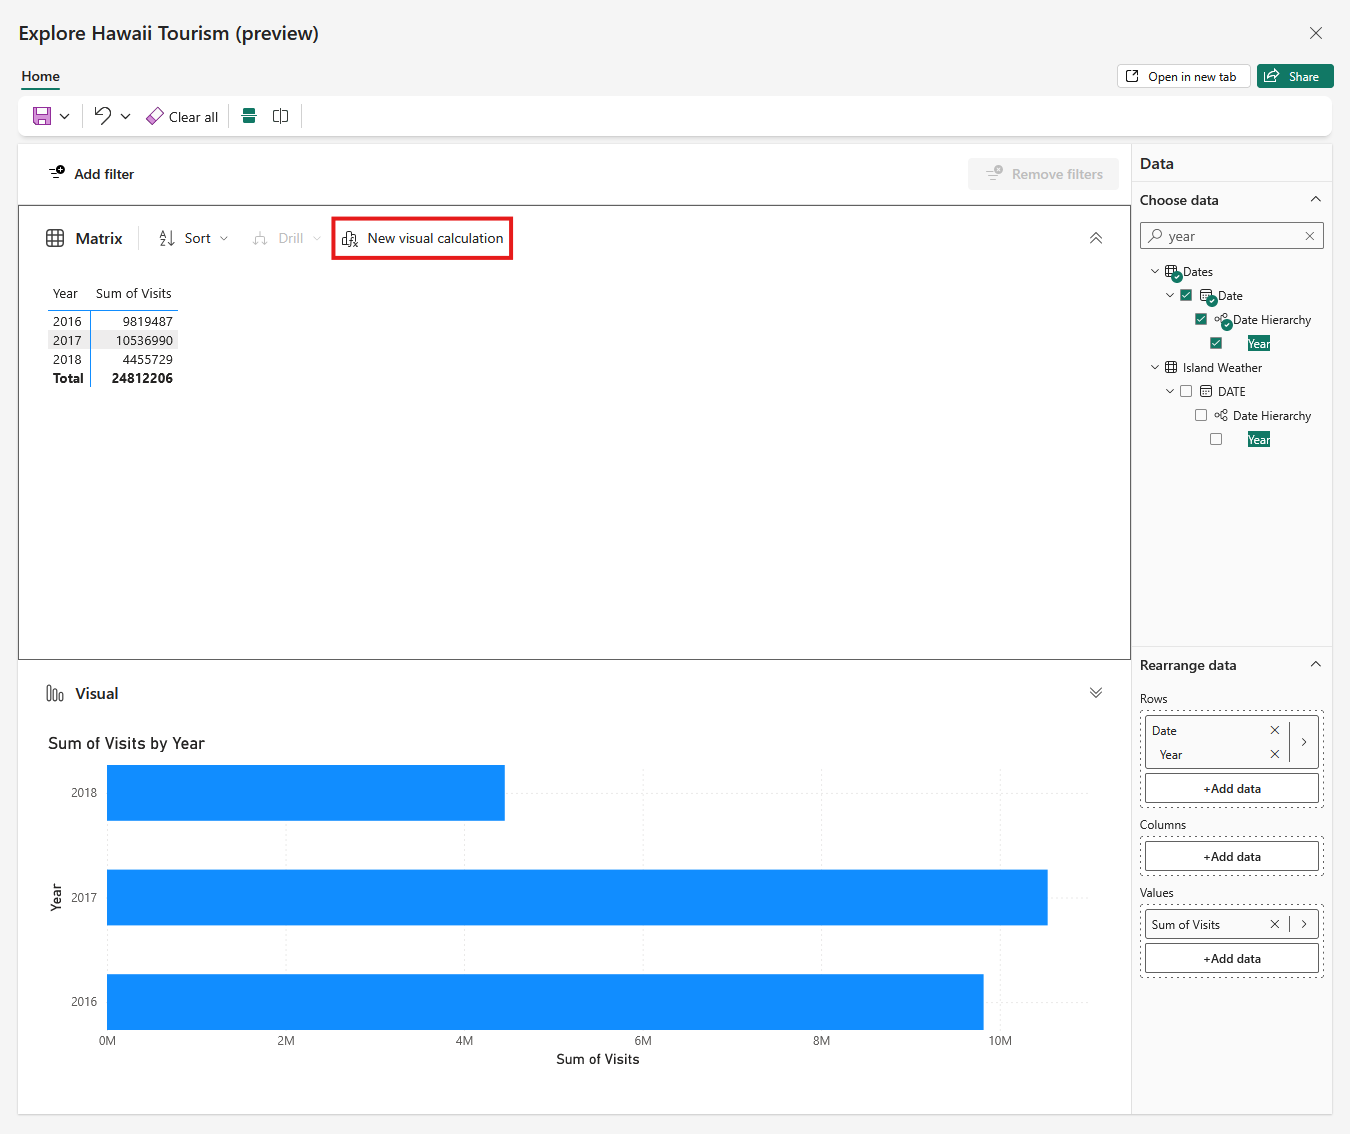 Explore Hawaii Tourism (preview)
Home
Open in new tab
Share
Clear all
Add filter
Remove filters
Matrix
Sort
Drill
New visual calculation
Year Sum of Visits
2016 9819487
2017 10536990
2018 4455729
Total 24812206
Visual
Sum of Visits by Year
2018
2017
2016
Year
0M 2M 4M 6M 8M 10M
Sum of Visits
Data
Choose data
year
Dates
Date
Date Hierarchy
Year
Island Weather
DATE
Date Hierarchy
Year
Rearrange data
Rows
Date
Year
+Add data
Columns
+Add data
Values
Sum of Visits
+Add data